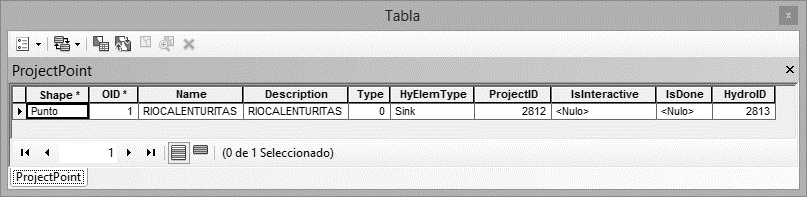 Tabla
x
ProjectPoint
Shape * OID * Name Description Type HyElemType ProjectID IsInteractive IsDone HydroID
Punto 1 RIOCALENTURITAS RIOCALENTURITAS 0 Sink 2812 <Nulo> <Nulo> 2813
1 (0 de 1 Seleccionado)
ProjectPoint